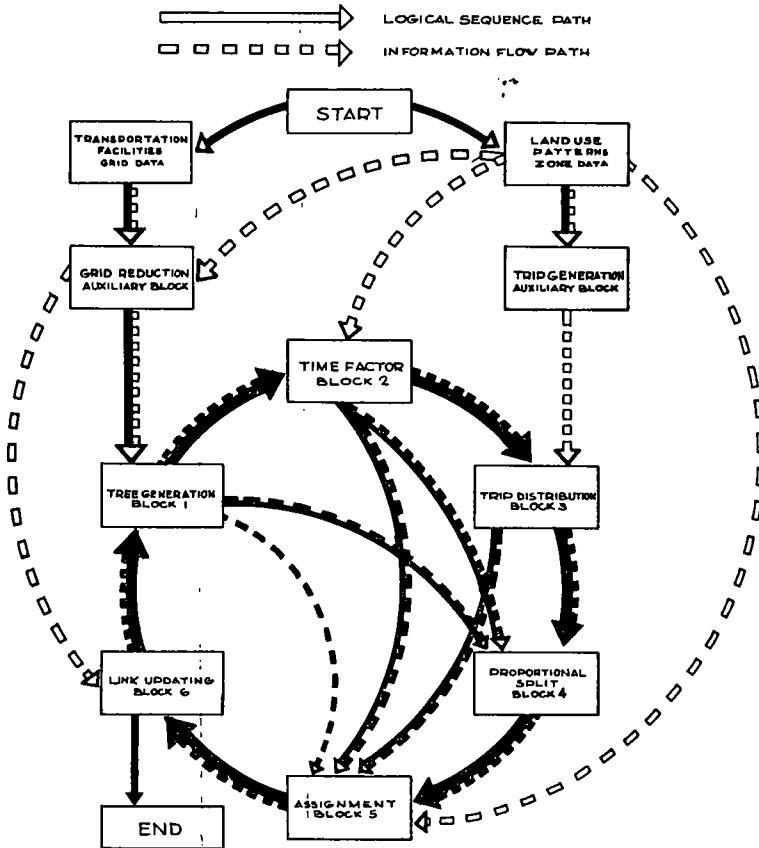 LOGICAL SEQUENCE PATH
INFORMATION FLOW PATH
START
TRANSPORTATION
FACILITIES
GRID DATA
LAND USE
PATTERNS
ZONE DATA
GRID REDUCTION
AUXILIARY BLOCK
TRIP GENERATION
AUXILIARY BLOCK
TIME FACTOR
BLOCK 2
TREE GENERATION
BLOCK 1
TRIP DISTRIBUTION
BLOCK 3
LINK UPDATING
BLOCK 6
PROPORTIONAL
SPLIT
BLOCK 4
ASSIGNMENT
BLOCK 5
END